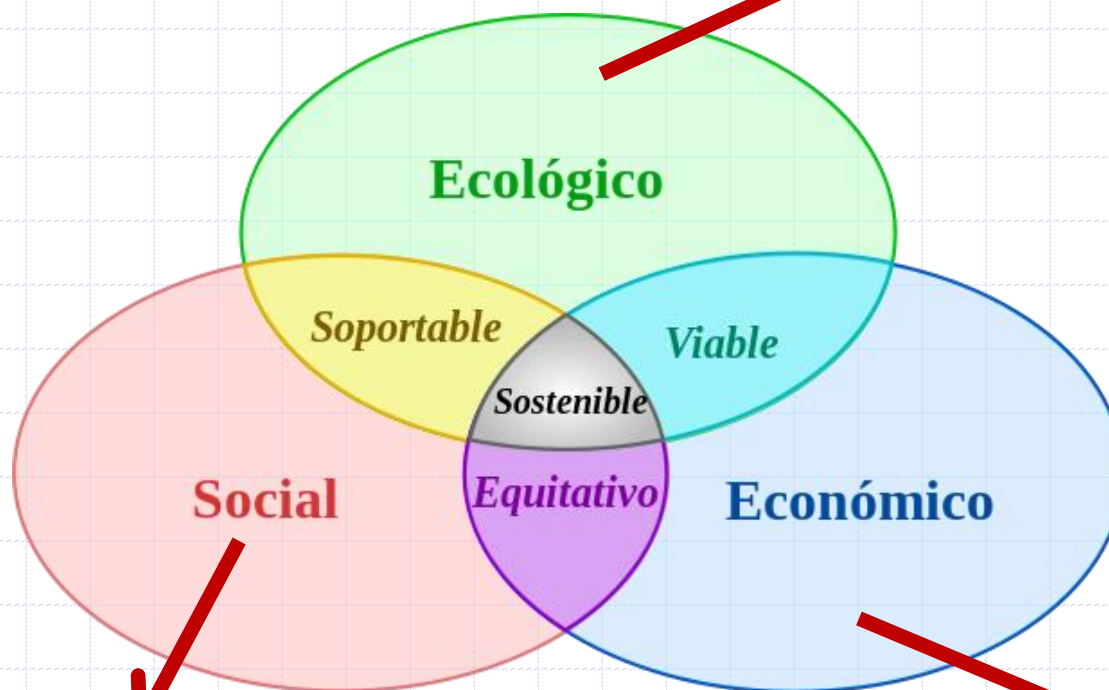 Ecológico
Soportable
Viable
Sostenible
Social
Equitativo
Económico